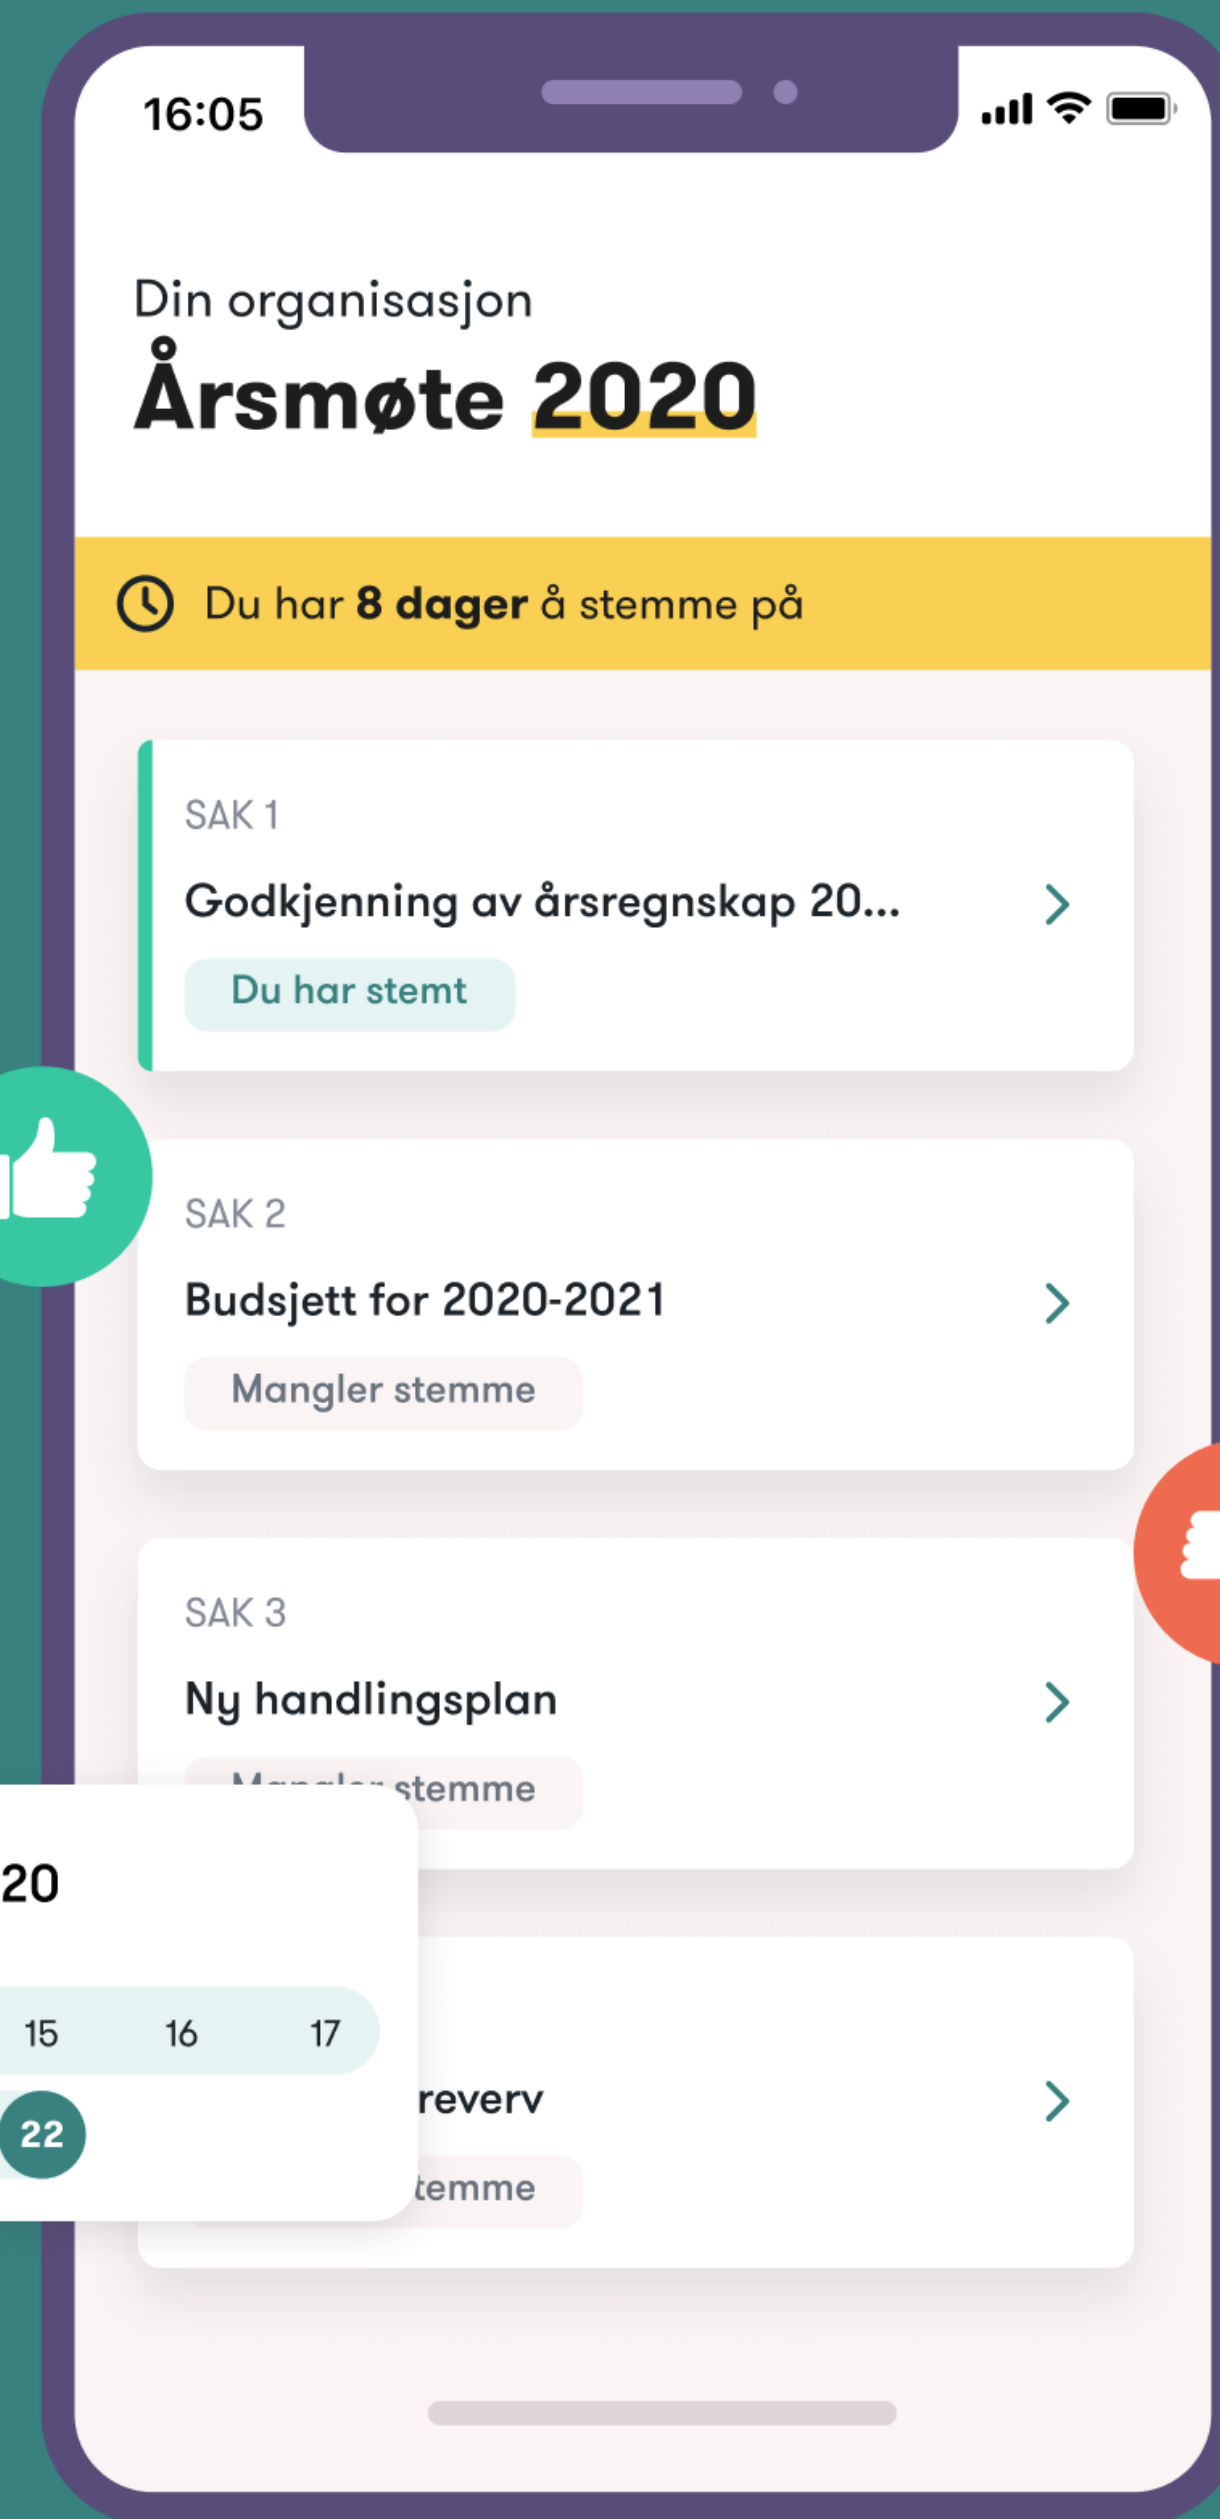 16:05
Din organisasjon
Årsmøte 2020
Du har 8 dager å stemme på
SAK 1
Godkjenning av årsregnskap 20...
Du har stemt
SAK 2
Budsjett for 2020-2021
Mangler stemme
SAK 3
Ny handlingsplan
Mangler stemme
20
15 16 17
22